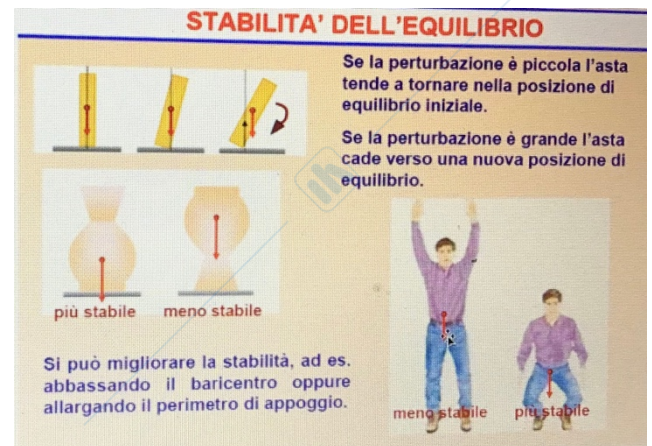 STABILITA' DELL'EQUILIBRIO
Se la perturbazione è piccola l'asta
tende a tornare nella posizione di
equilibrio iniziale.
Se la perturbazione è grande l'asta
cade verso una nuova posizione di
equilibrio.
più stabile
meno stabile
Si può migliorare la stabilità, ad es.
abbassando il baricentro oppure
allargando il perimetro di appoggio.
meno stabile
più stabile